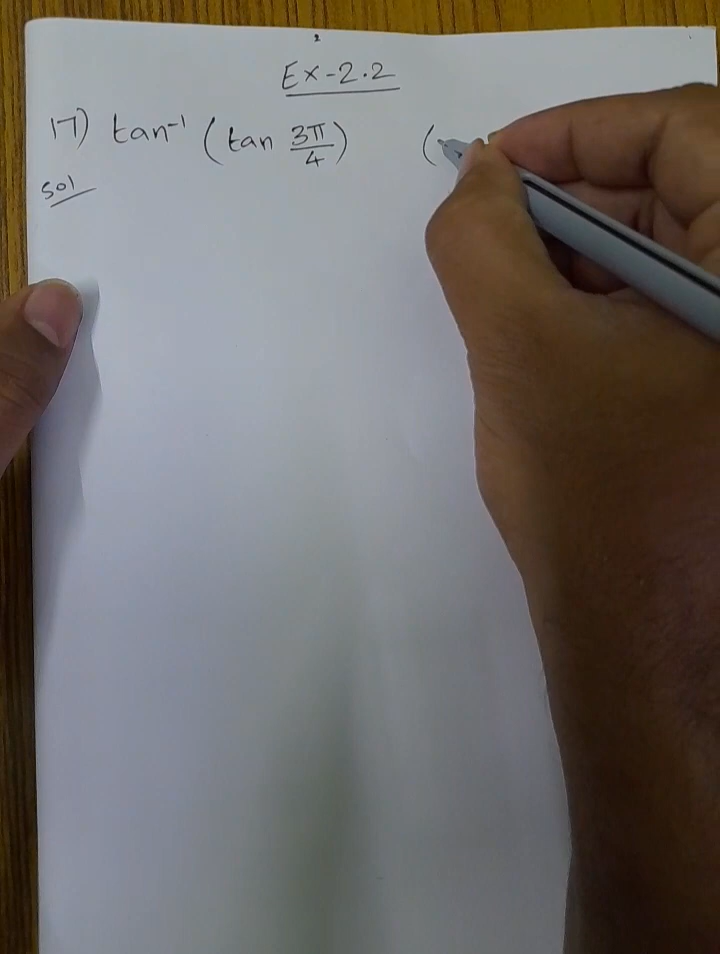 Ex-2.2
17) tan⁻¹ (tan 3π/4) (
Sol